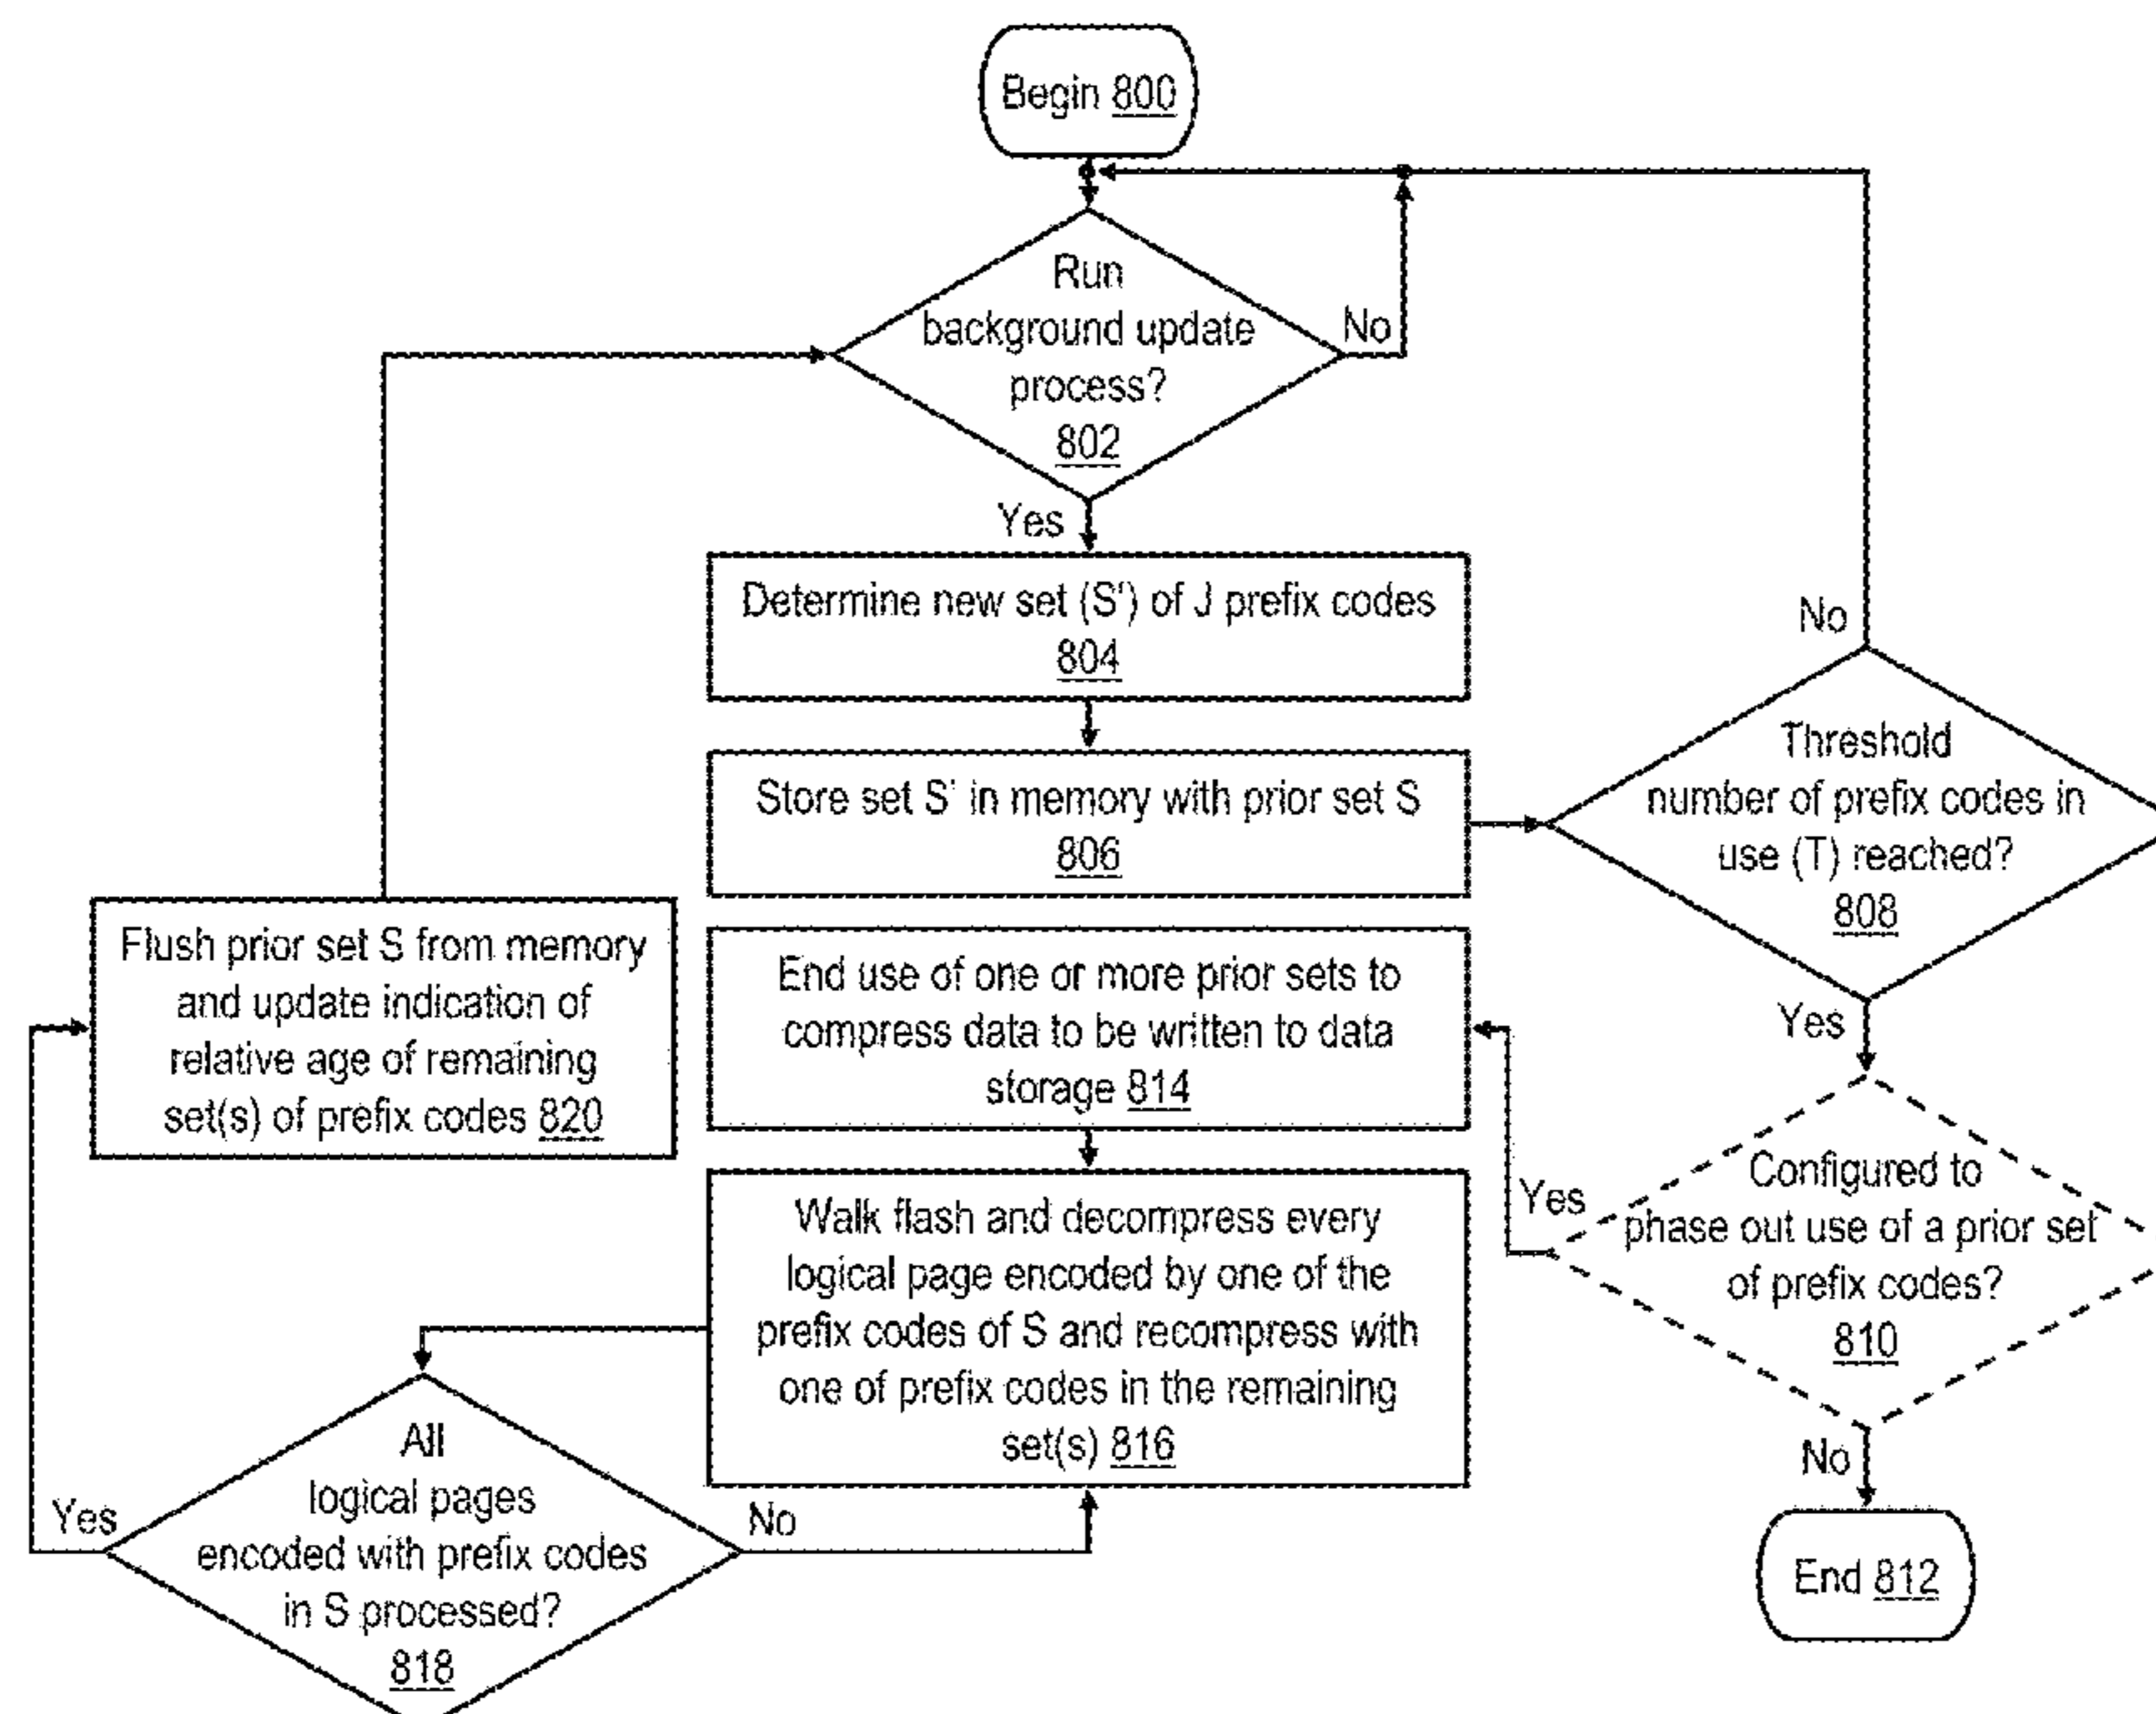 Begin 800
Run
background update
process?
802
No
Yes
Determine new set (S') of J prefix codes
804
Store set S' in memory with prior set S
806
No
Threshold
number of prefix codes in
use (T) reached?
808
Yes
Configured to
phase out use of a prior set
of prefix codes?
810
Yes
No
End 812
End use of one or more prior sets to
compress data to be written to data
storage 814
Walk flash and decompress every
logical page encoded by one of the
prefix codes of S and recompress with
one of prefix codes in the remaining
set(s) 816
All
logical pages
encoded with prefix codes
in S processed?
818
No
Yes
Flush prior set S from memory
and update indication of
relative age of remaining
set(s) of prefix codes 820